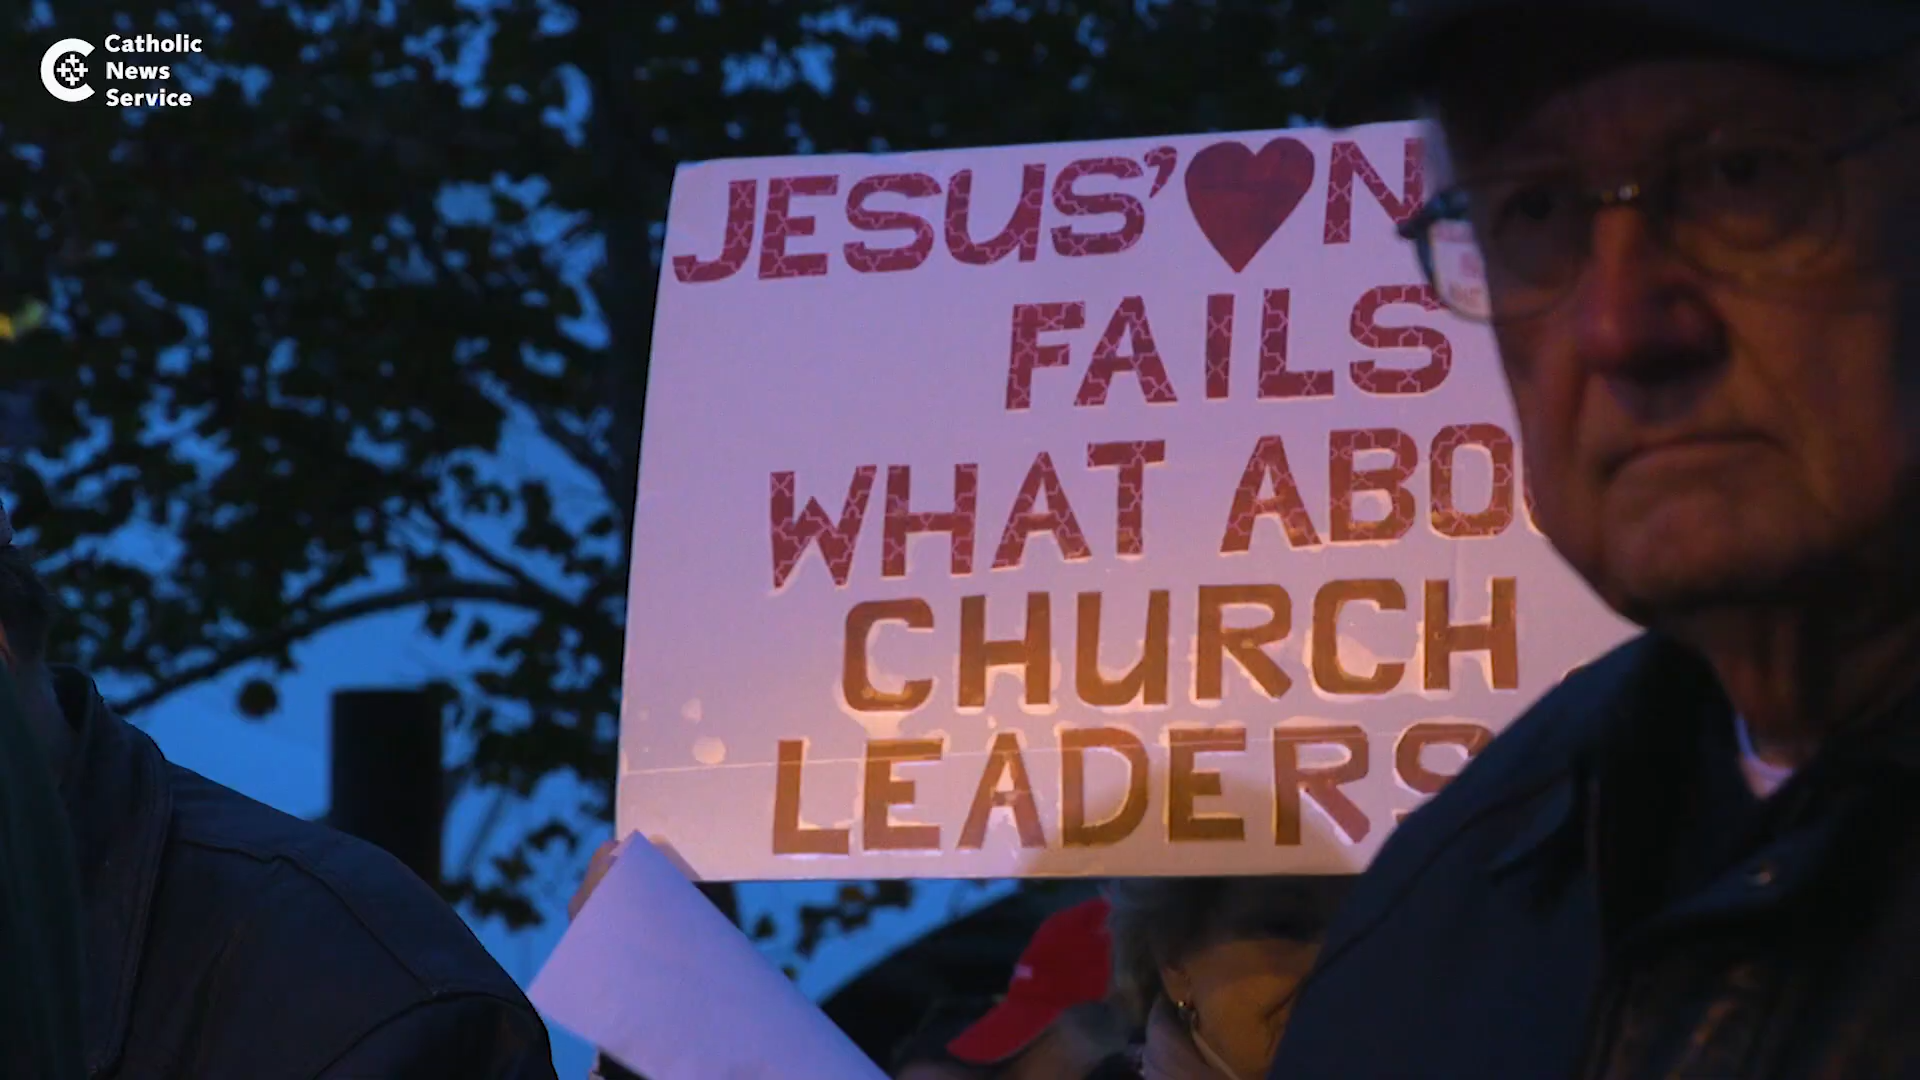 Catholic
News
Service
JESUS'♥N
FAILS
WHAT ABO
CHURCH
LEADERS